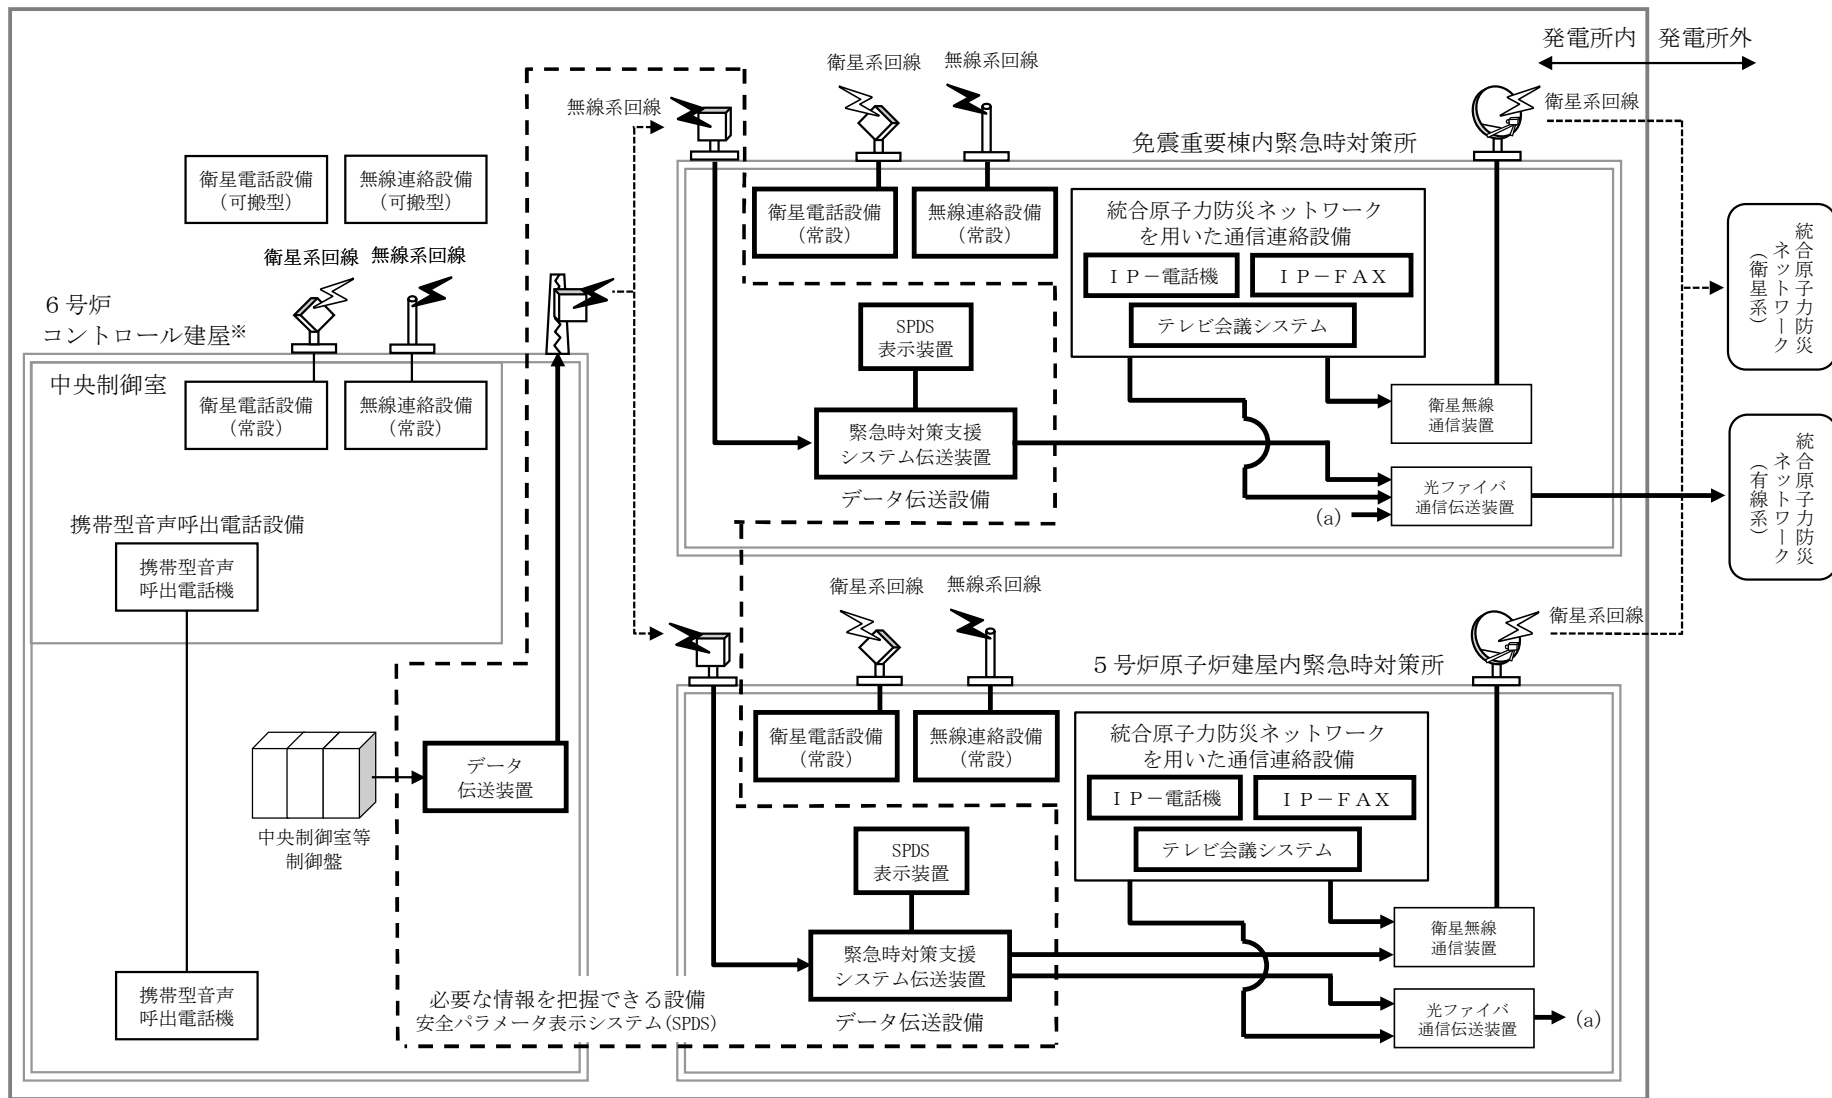 発電所内
発電所外
衛星系回線
無線系回線
無線系回線
衛星系回線
免震重要棟内緊急時対策所
衛星電話設備
（可搬型）
無線連絡設備
（可搬型）
衛星系回線
無線系回線
６号炉
コントロール建屋※
中央制御室
衛星電話設備
（常設）
無線連絡設備
（常設）
携帯型音声呼出電話設備
携帯型音声
呼出電話機
中央制御室等
制御盤
データ
伝送装置
携帯型音声
呼出電話機
必要な情報を把握できる設備
安全パラメータ表示システム(SPDS)
衛星電話設備
（常設）
無線連絡設備
（常設）
統合原子力防災ネットワーク
を用いた通信連絡設備
ＩＰ－電話機
ＩＰ－ＦＡＸ
テレビ会議システム
SPDS
表示装置
緊急時対策支援
システム伝送装置
データ伝送設備
衛星無線
通信装置
光ファイバ
通信伝送装置
(a)
統合原子力防災
ネットワーク
（衛星系）
統合原子力防災
ネットワーク
（有線系）
衛星系回線
無線系回線
衛星系回線
５号炉原子炉建屋内緊急時対策所
衛星電話設備
（常設）
無線連絡設備
（常設）
統合原子力防災ネットワーク
を用いた通信連絡設備
ＩＰ－電話機
ＩＰ－ＦＡＸ
テレビ会議システム
SPDS
表示装置
緊急時対策支援
システム伝送装置
データ伝送設備
衛星無線
通信装置
光ファイバ
通信伝送装置
(a)